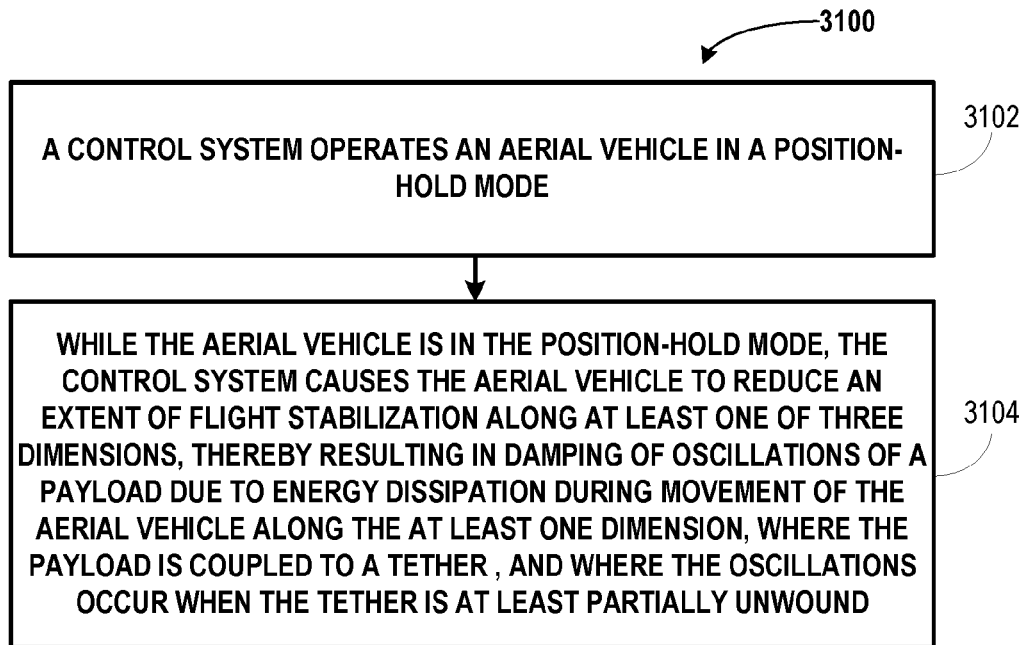 3100
A CONTROL SYSTEM OPERATES AN AERIAL VEHICLE IN A POSITION-
HOLD MODE
3102
WHILE THE AERIAL VEHICLE IS IN THE POSITION-HOLD MODE, THE
CONTROL SYSTEM CAUSES THE AERIAL VEHICLE TO REDUCE AN
EXTENT OF FLIGHT STABILIZATION ALONG AT LEAST ONE OF THREE
DIMENSIONS, THEREBY RESULTING IN DAMPING OF OSCILLATIONS OF A
PAYLOAD DUE TO ENERGY DISSIPATION DURING MOVEMENT OF THE
AERIAL VEHICLE ALONG THE AT LEAST ONE DIMENSION, WHERE THE
PAYLOAD IS COUPLED TO A TETHER , AND WHERE THE OSCILLATIONS
OCCUR WHEN THE TETHER IS AT LEAST PARTIALLY UNWOUND
3104